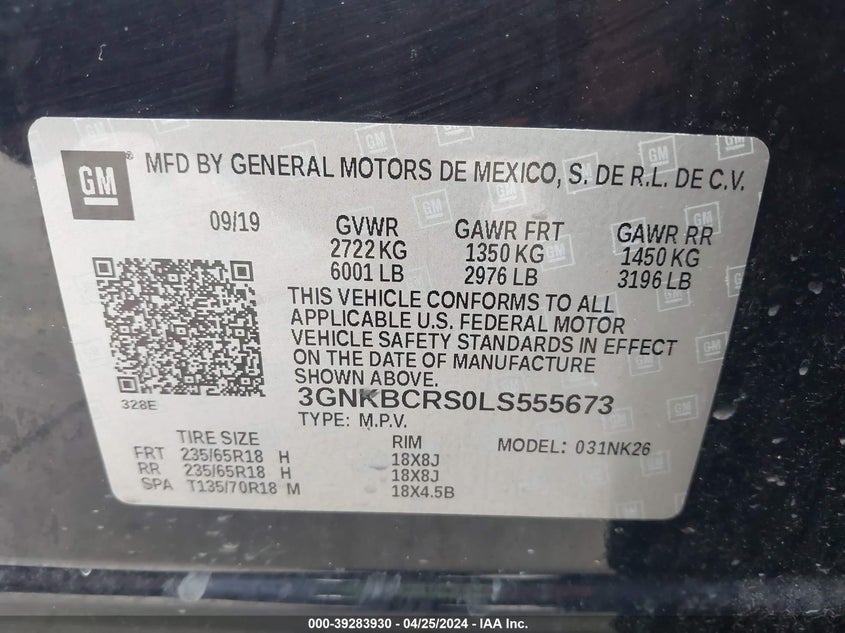 GM
MFD BY GENERAL MOTORS DE MEXICO, S. DE R.L. DE C.V.
09/19 GVWR GAWR FRT GAWR RR
2722 KG 1350 KG 1450 KG
6001 LB 2976 LB 3196 LB
THIS VEHICLE CONFORMS TO ALL
APPLICABLE U.S. FEDERAL MOTOR
VEHICLE SAFETY STANDARDS IN EFFECT
ON THE DATE OF MANUFACTURE
SHOWN ABOVE.
328E
3GNKBCRS0LS555673
TYPE: M.P.V.
TIRE SIZE RIM MODEL: 031NK26
FRT 235/65R18 H 18X8J
RR 235/65R18 H 18X8J
SPA T135/70R18 M 18X4.5B
000-39283930 - 04/25/2024 - IAA Inc.